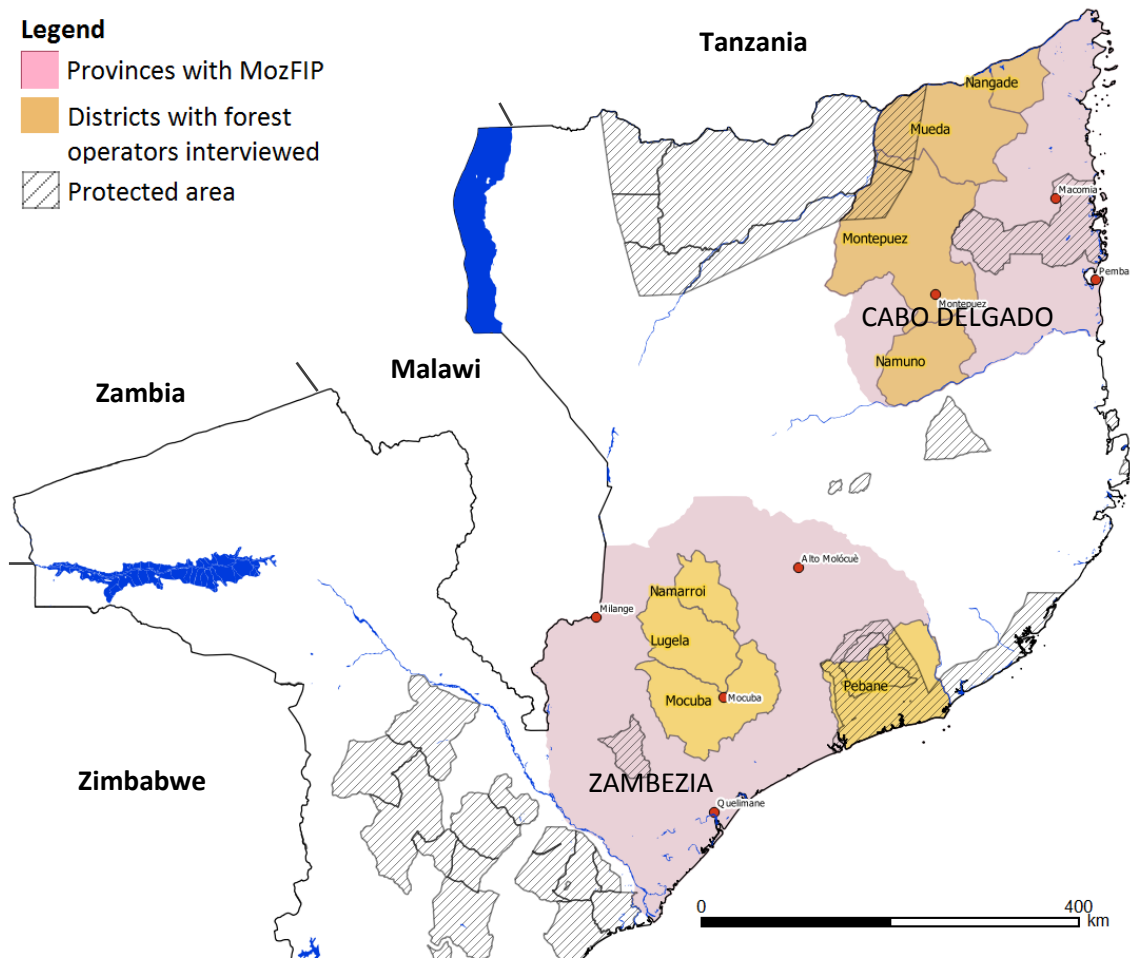 Legend
Provinces with MozFIP
Districts with forest
operators interviewed
Protected area
Tanzania
Nangade
Mueda
Macomia
Montepuez
Pemba
Montepuez
CABO DELGADO
Namuno
Malawi
Zambia
Alto Molócuè
Namarroi
Milange
Lugela
Pebane
Mocuba
Mocuba
Zimbabwe
ZAMBEZIA
Quelimane
0 400
km